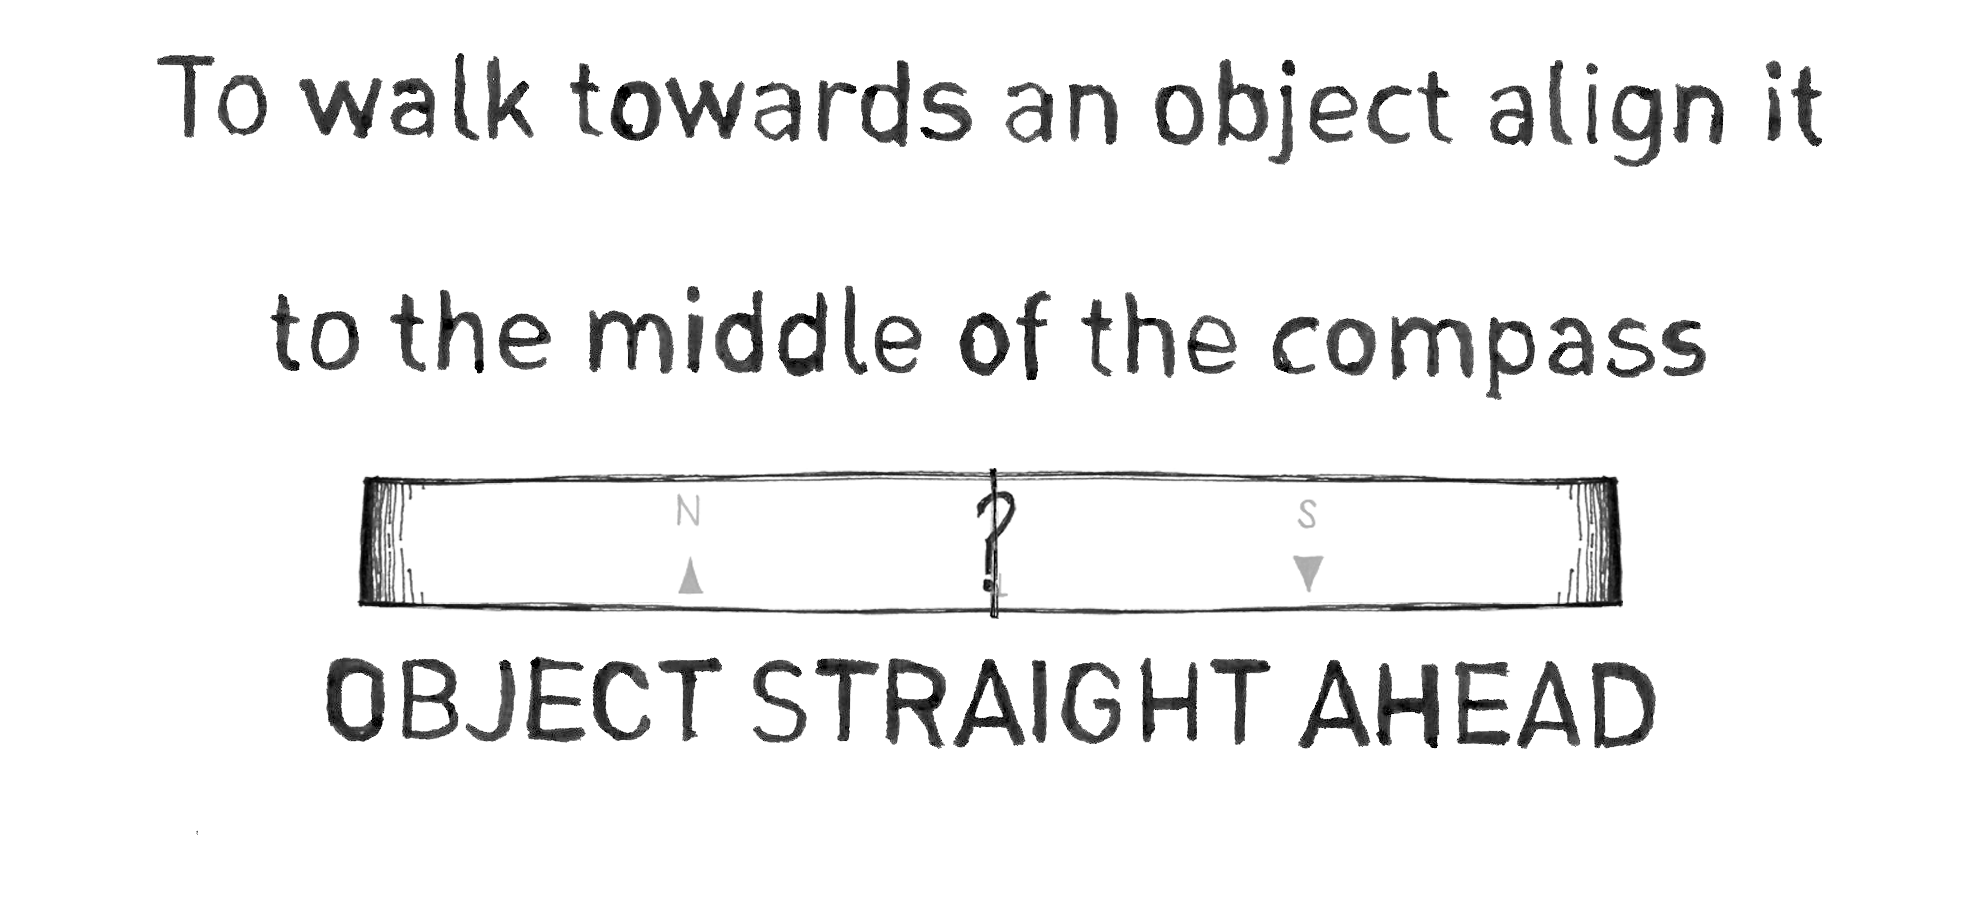 To walk towards an object align it
to the middle of the compass
N ? S
OBJECT STRAIGHT AHEAD